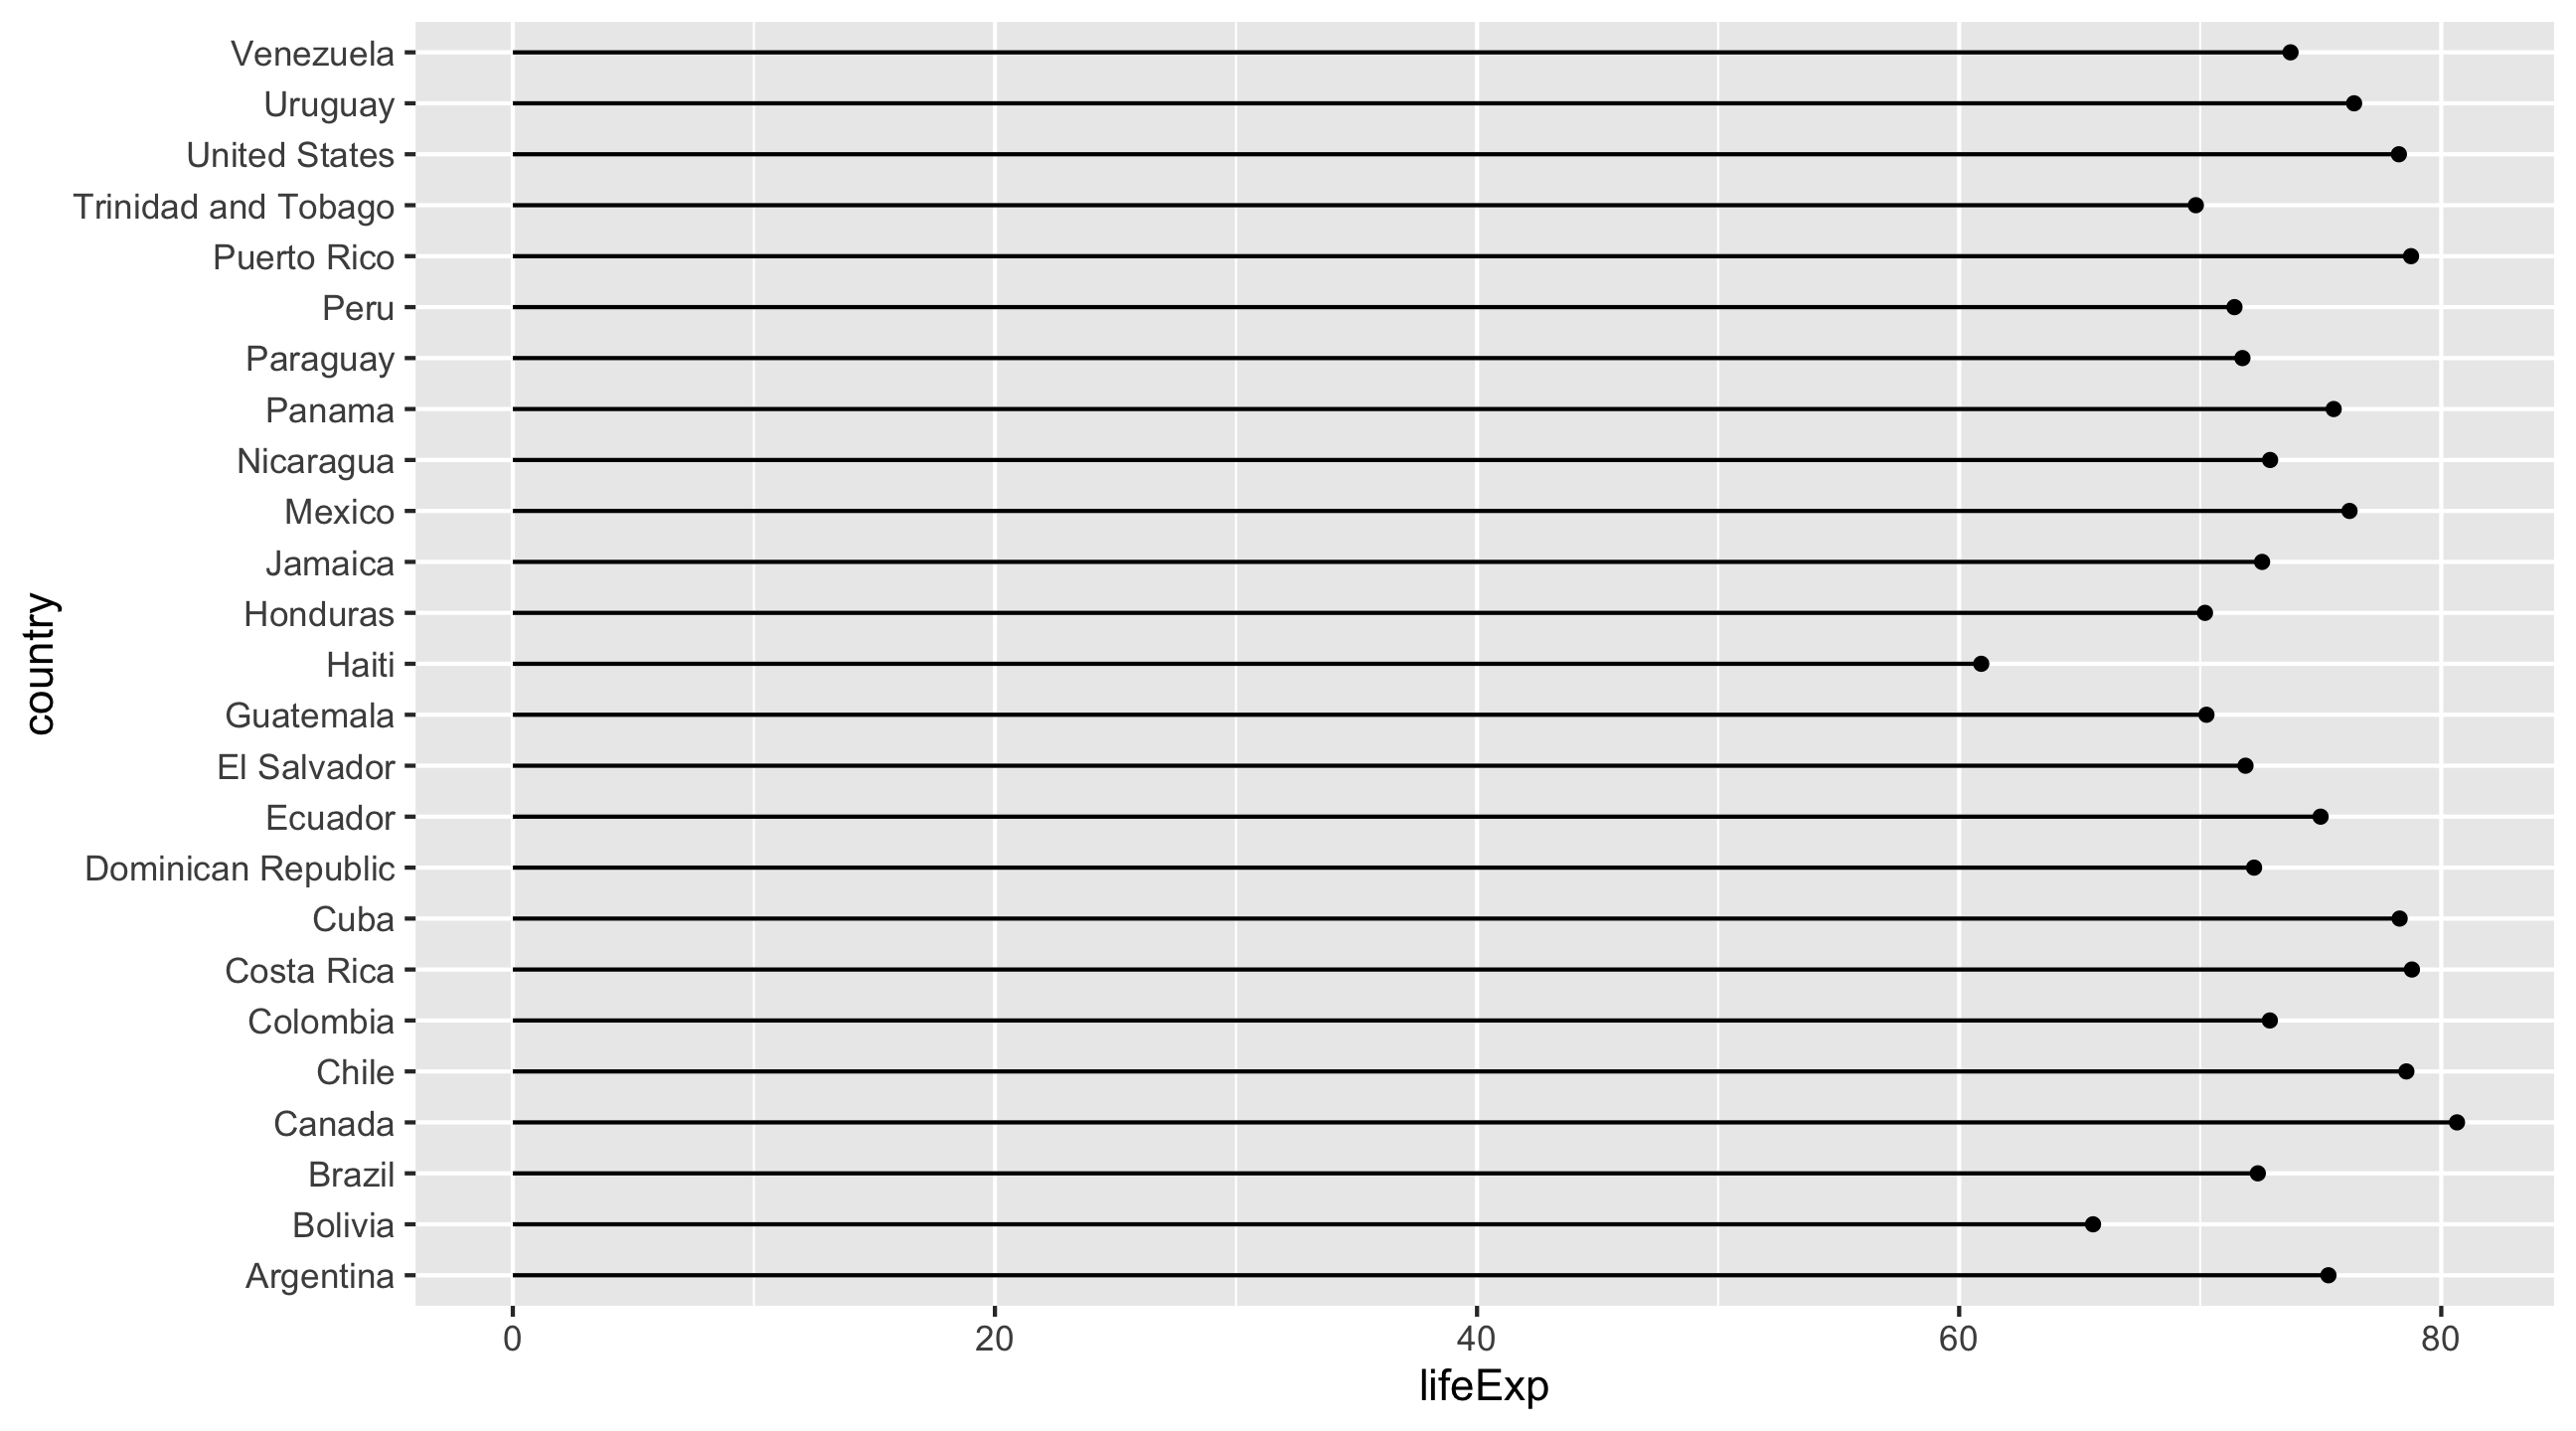 Venezuela
Uruguay
United States
Trinidad and Tobago
Puerto Rico
Peru
Paraguay
Panama
Nicaragua
Mexico
Jamaica
Honduras
Haiti
Guatemala
El Salvador
Ecuador
Dominican Republic
Cuba
Costa Rica
Colombia
Chile
Canada
Brazil
Bolivia
Argentina
country
0 20 40 60 80
lifeExp